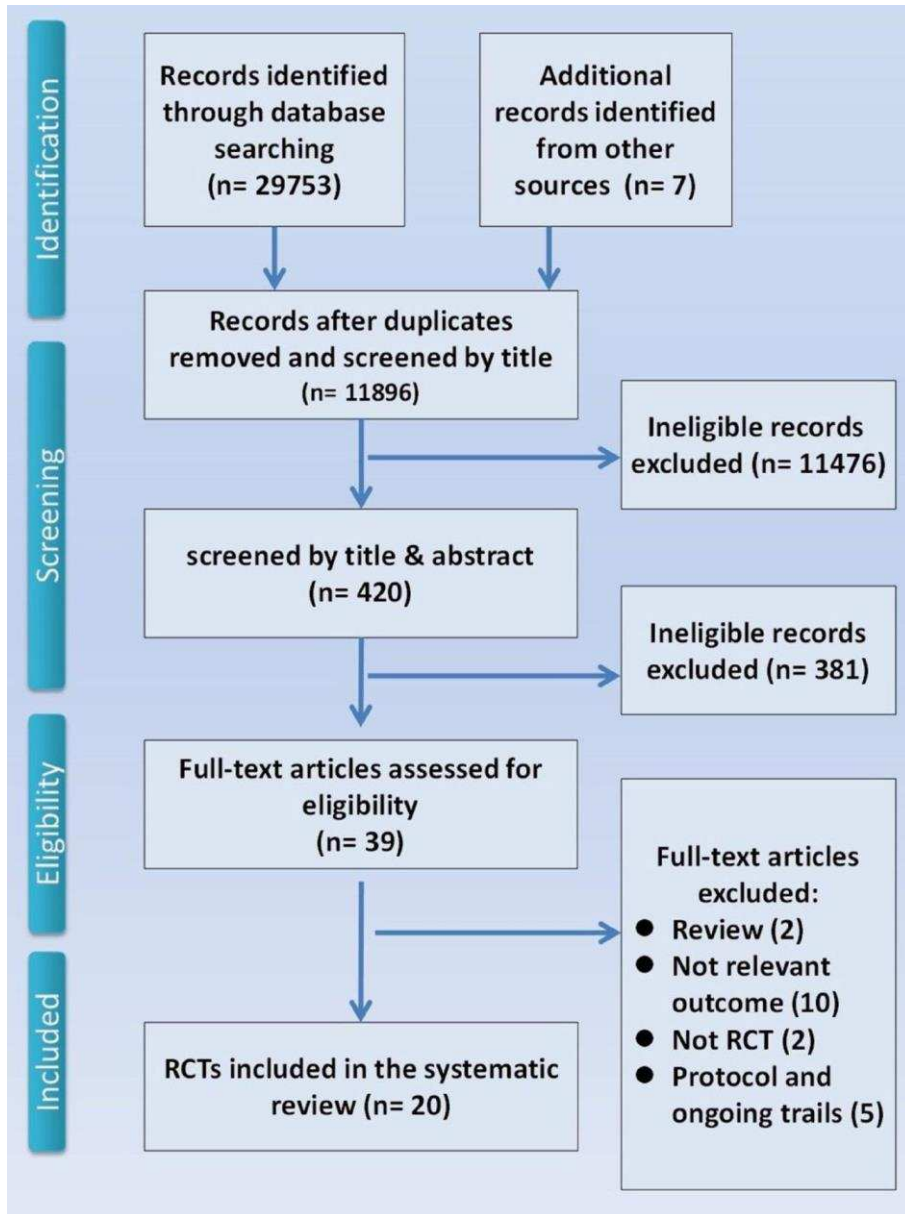 Identification
Records identified
through database
searching
(n= 29753)
Additional
records identified
from other
sources (n= 7)
Records after duplicates
removed and screened by title
(n= 11896)
Screening
Ineligible records
excluded (n= 11476)
screened by title & abstract
(n= 420)
Ineligible records
excluded (n= 381)
Eligibility
Full-text articles assessed for
eligibility
(n= 39)
Full-text articles
excluded:
● Review (2)
● Not relevant
outcome (10)
● Not RCT (2)
● Protocol and
ongoing trails (5)
Included
RCTs included in the systematic
review (n= 20)